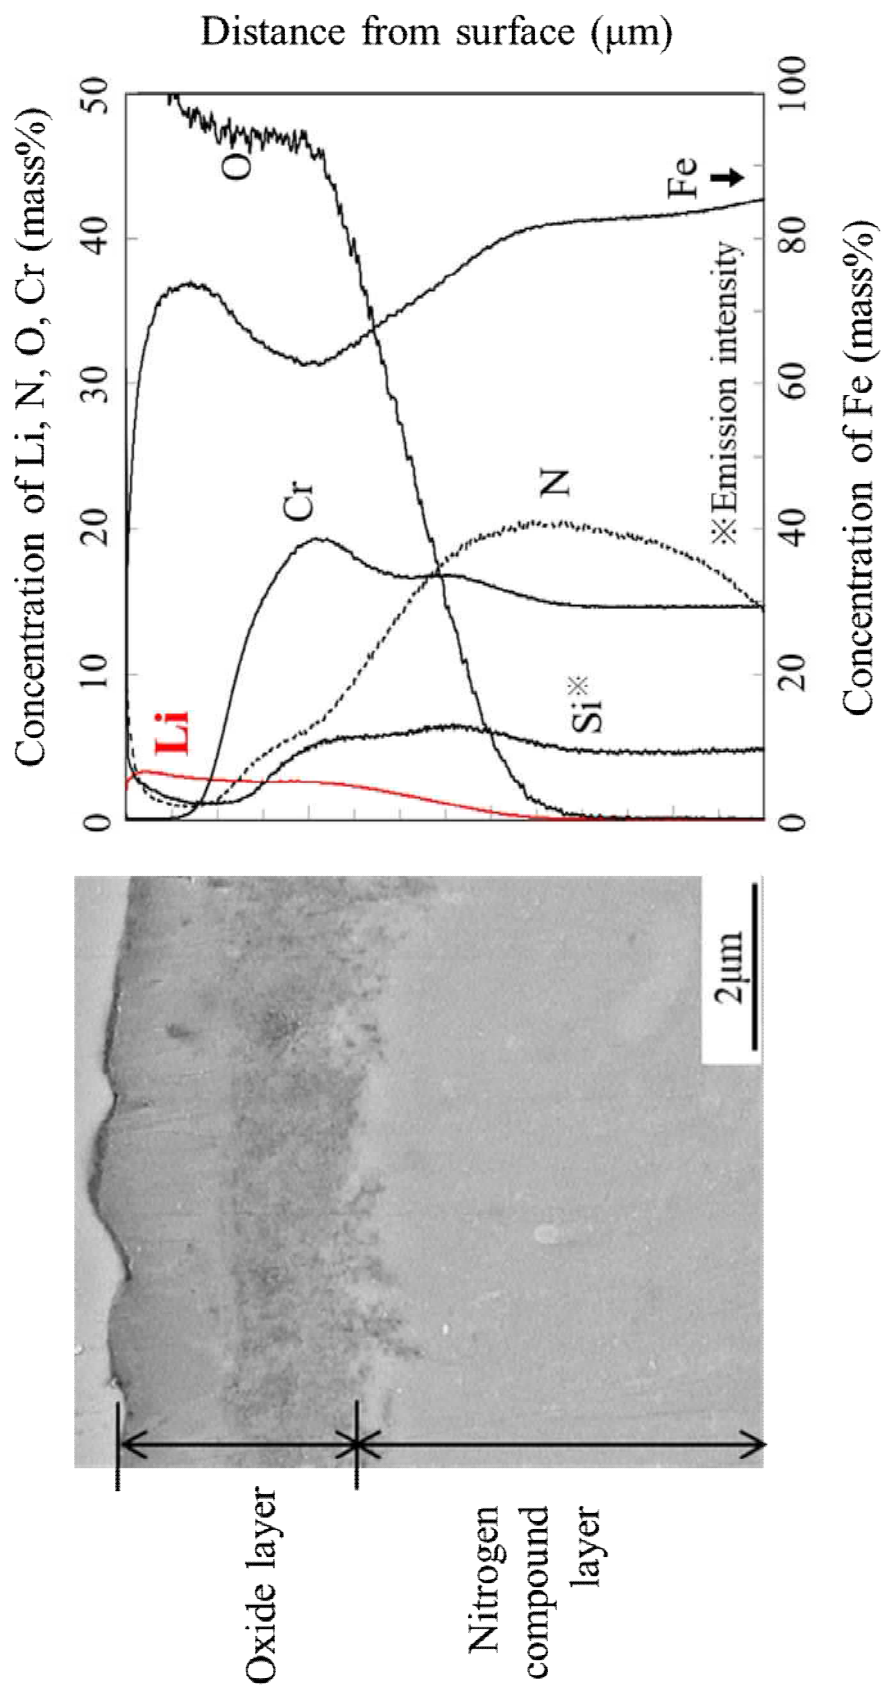 Distance from surface (μm)
Concentration of Li, N, O, Cr (mass%)
0
10
20
30
40
50
Li
Cr
O
Fe
N
Si※
※Emission intensity
0
20
40
60
80
100
Concentration of Fe (mass%)
2μm
Oxide layer
Nitrogen
compound
layer